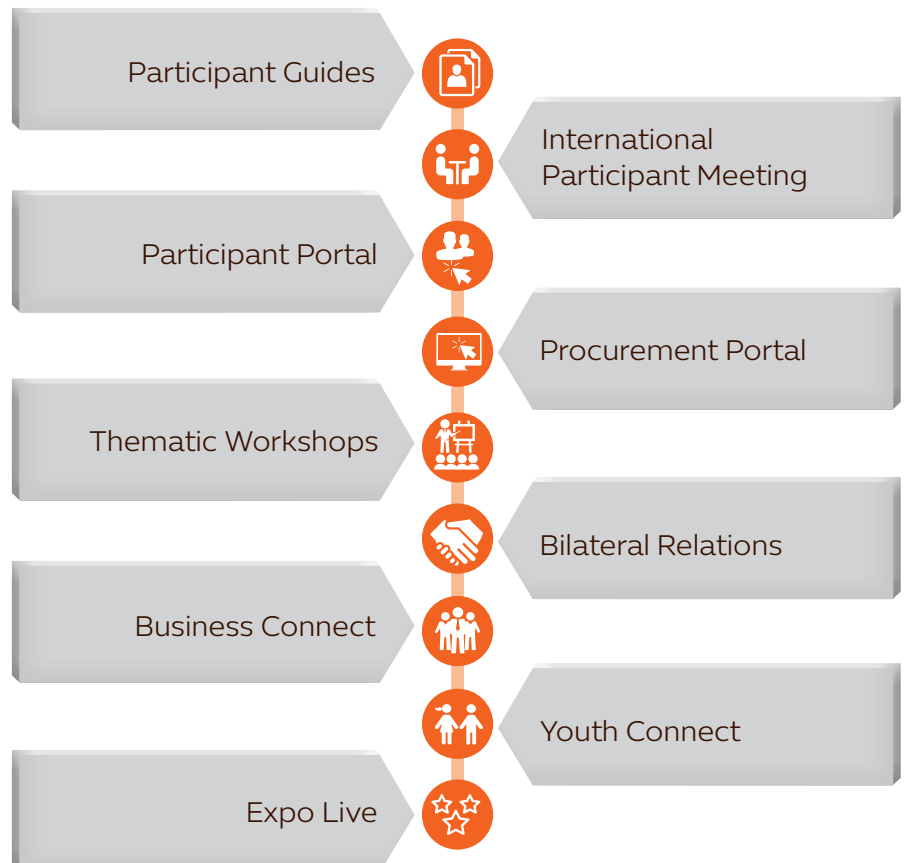 Participant Guides
International
Participant Meeting
Participant Portal
Procurement Portal
Thematic Workshops
Bilateral Relations
Business Connect
Youth Connect
Expo Live